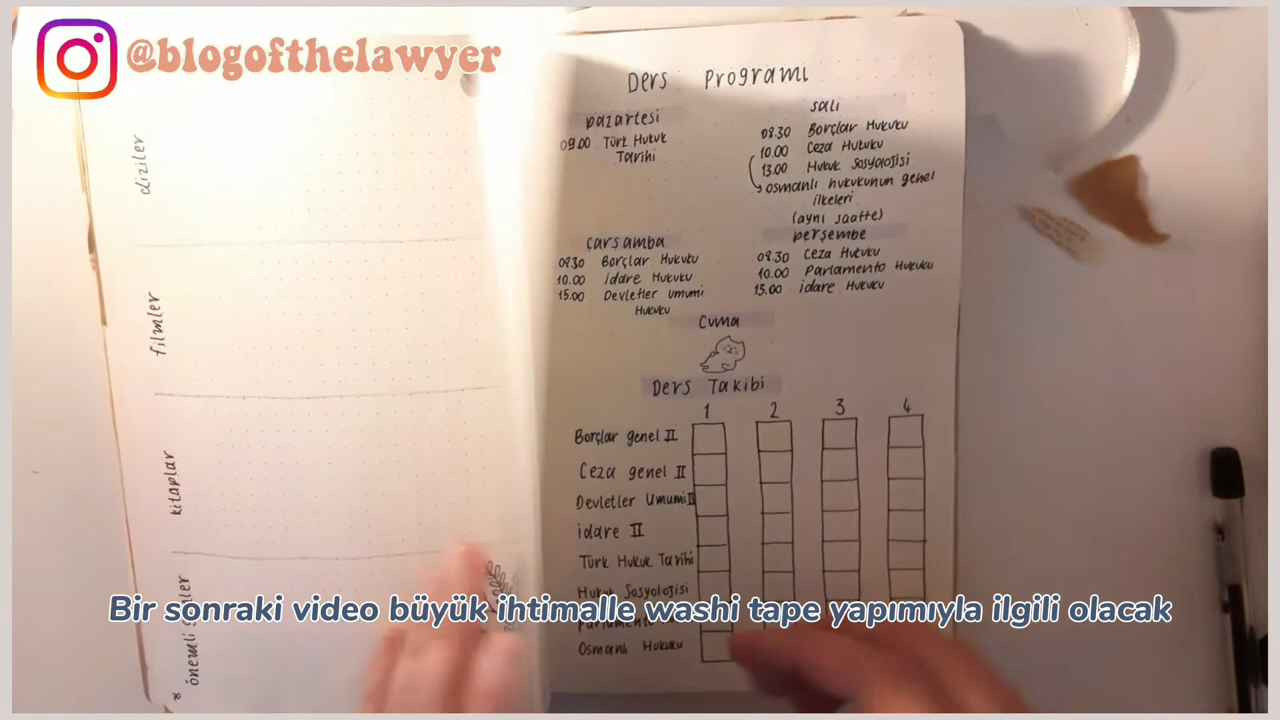 @blogofthelawyer
diziler
filmler
kitaplar
önemli
Ders Programı
pazartesi
09.00 Türk Hukuk
Tarihi
salı
08.30 Borçlar Hukuku
10.00 Ceza Hukuku
13.00 Hukuk Sosyolojisi
osmanlı hukukunun genel
ilkeleri
(aynı saatte)
çarşamba
08.30 Borçlar Hukuku
10.00 idare Hukuku
15.00 Devletler umumi
Hukuku
perşembe
08.30 Ceza Hukuku
10.00 Parlamento Hukuku
13.00 idare Hukuku
Cuma
Ders Takibi
1 2 3 4
Borçlar genel II
Ceza genel II
Devletler Umumi II
idare II
Türk Hukuk Tarihi
Hukuk Sosyolojisi
Osmanlı Hukuku
Bir sonraki video büyük ihtimalle washi tape yapımıyla ilgili olacak